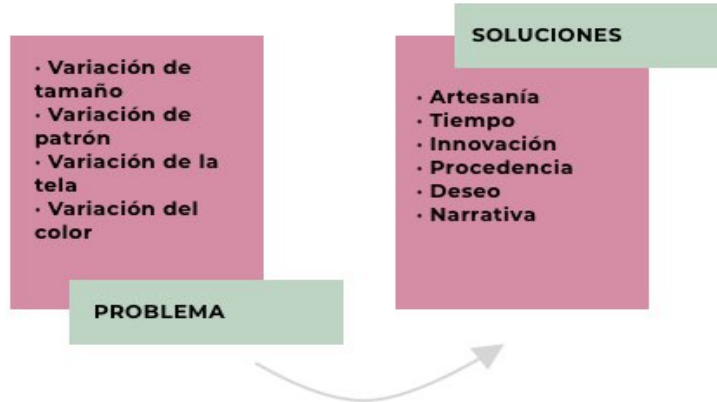 · Variación de
tamaño
· Variación de
patrón
· Variación de la
tela
· Variación del
color
PROBLEMA
SOLUCIONES
· Artesanía
· Tiempo
· Innovación
· Procedencia
· Deseo
· Narrativa